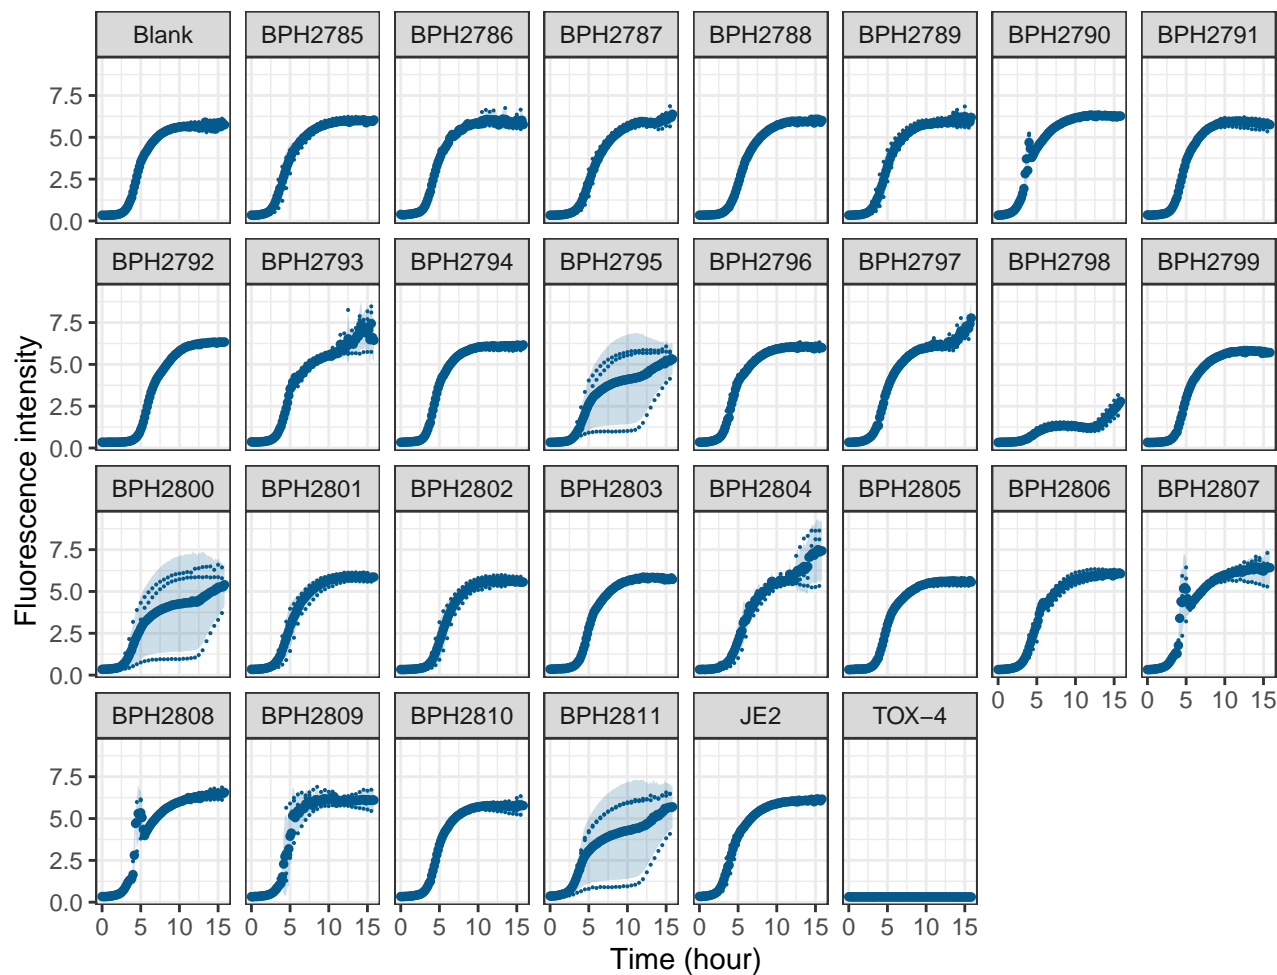 Blank BPH2785 BPH2786 BPH2787 BPH2788 BPH2789 BPH2790 BPH2791
7.5
5.0
2.5
0.0
BPH2792 BPH2793 BPH2794 BPH2795 BPH2796 BPH2797 BPH2798 BPH2799
7.5
5.0
2.5
0.0
Fluorescence intensity
BPH2800 BPH2801 BPH2802 BPH2803 BPH2804 BPH2805 BPH2806 BPH2807
7.5
5.0
2.5
0.0
0 5 10 15 0 5 10 15
BPH2808 BPH2809 BPH2810 BPH2811 JE2 TOX−4
7.5
5.0
2.5
0.0
0 5 10 15 0 5 10 15 0 5 10 15 0 5 10 15 0 5 10 15 0 5 10 15
Time (hour)